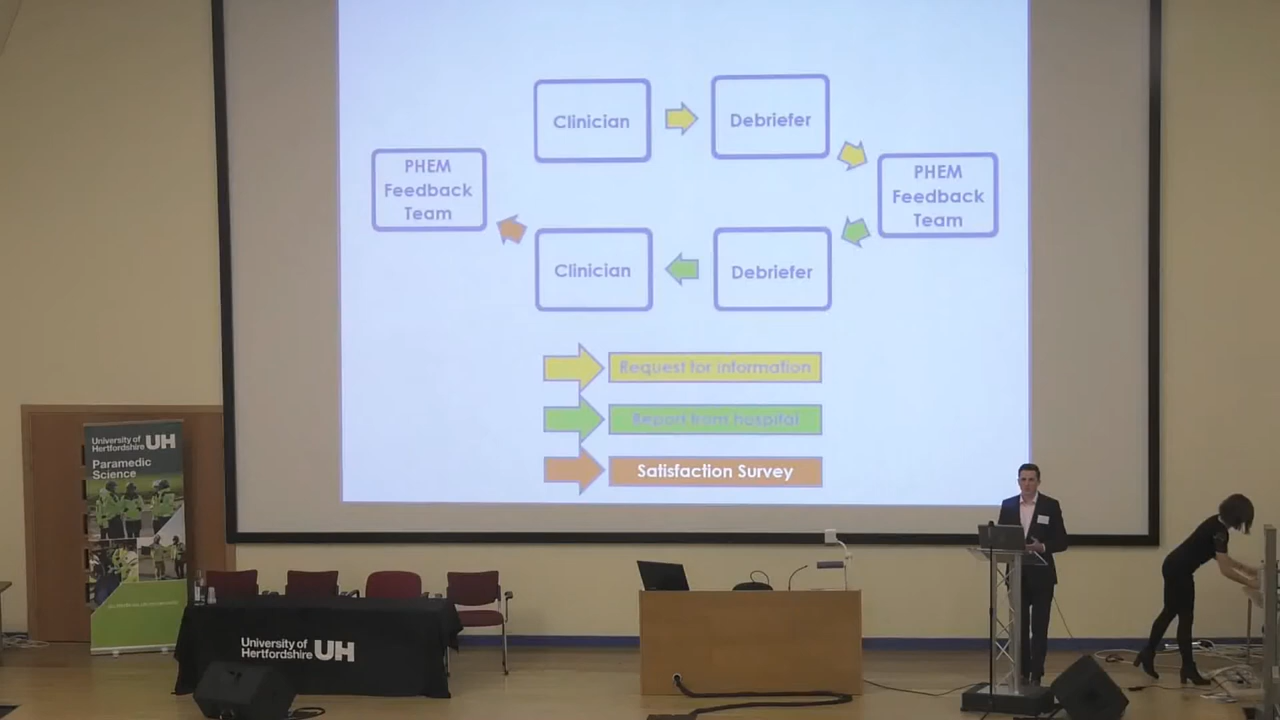 Clinician
Debriefer
PHEM
Feedback
Team
PHEM
Feedback
Team
Clinician
Debriefer
Request for information
Report from hospital
Satisfaction Survey
University of
Hertfordshire UH
Paramedic
Science
University of
Hertfordshire UH